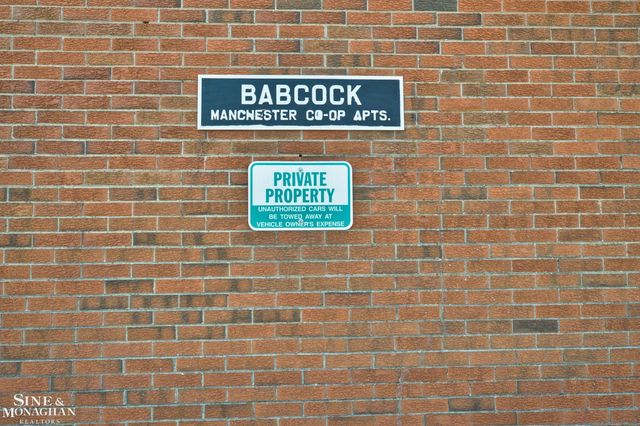 BABCOCK
MANCHESTER CO-OP APTS.
PRIVATE
PROPERTY
UNAUTHORIZED CARS WILL
BE TOWED AWAY AT
VEHICLE OWNER'S EXPENSE
SINE &
MONAGHAN
REALTORS